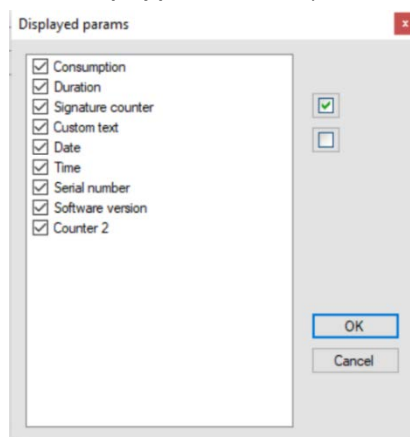 Displayed params
x
Consumption
Duration
Signature counter
Custom text
Date
Time
Serial number
Software version
Counter 2
OK
Cancel